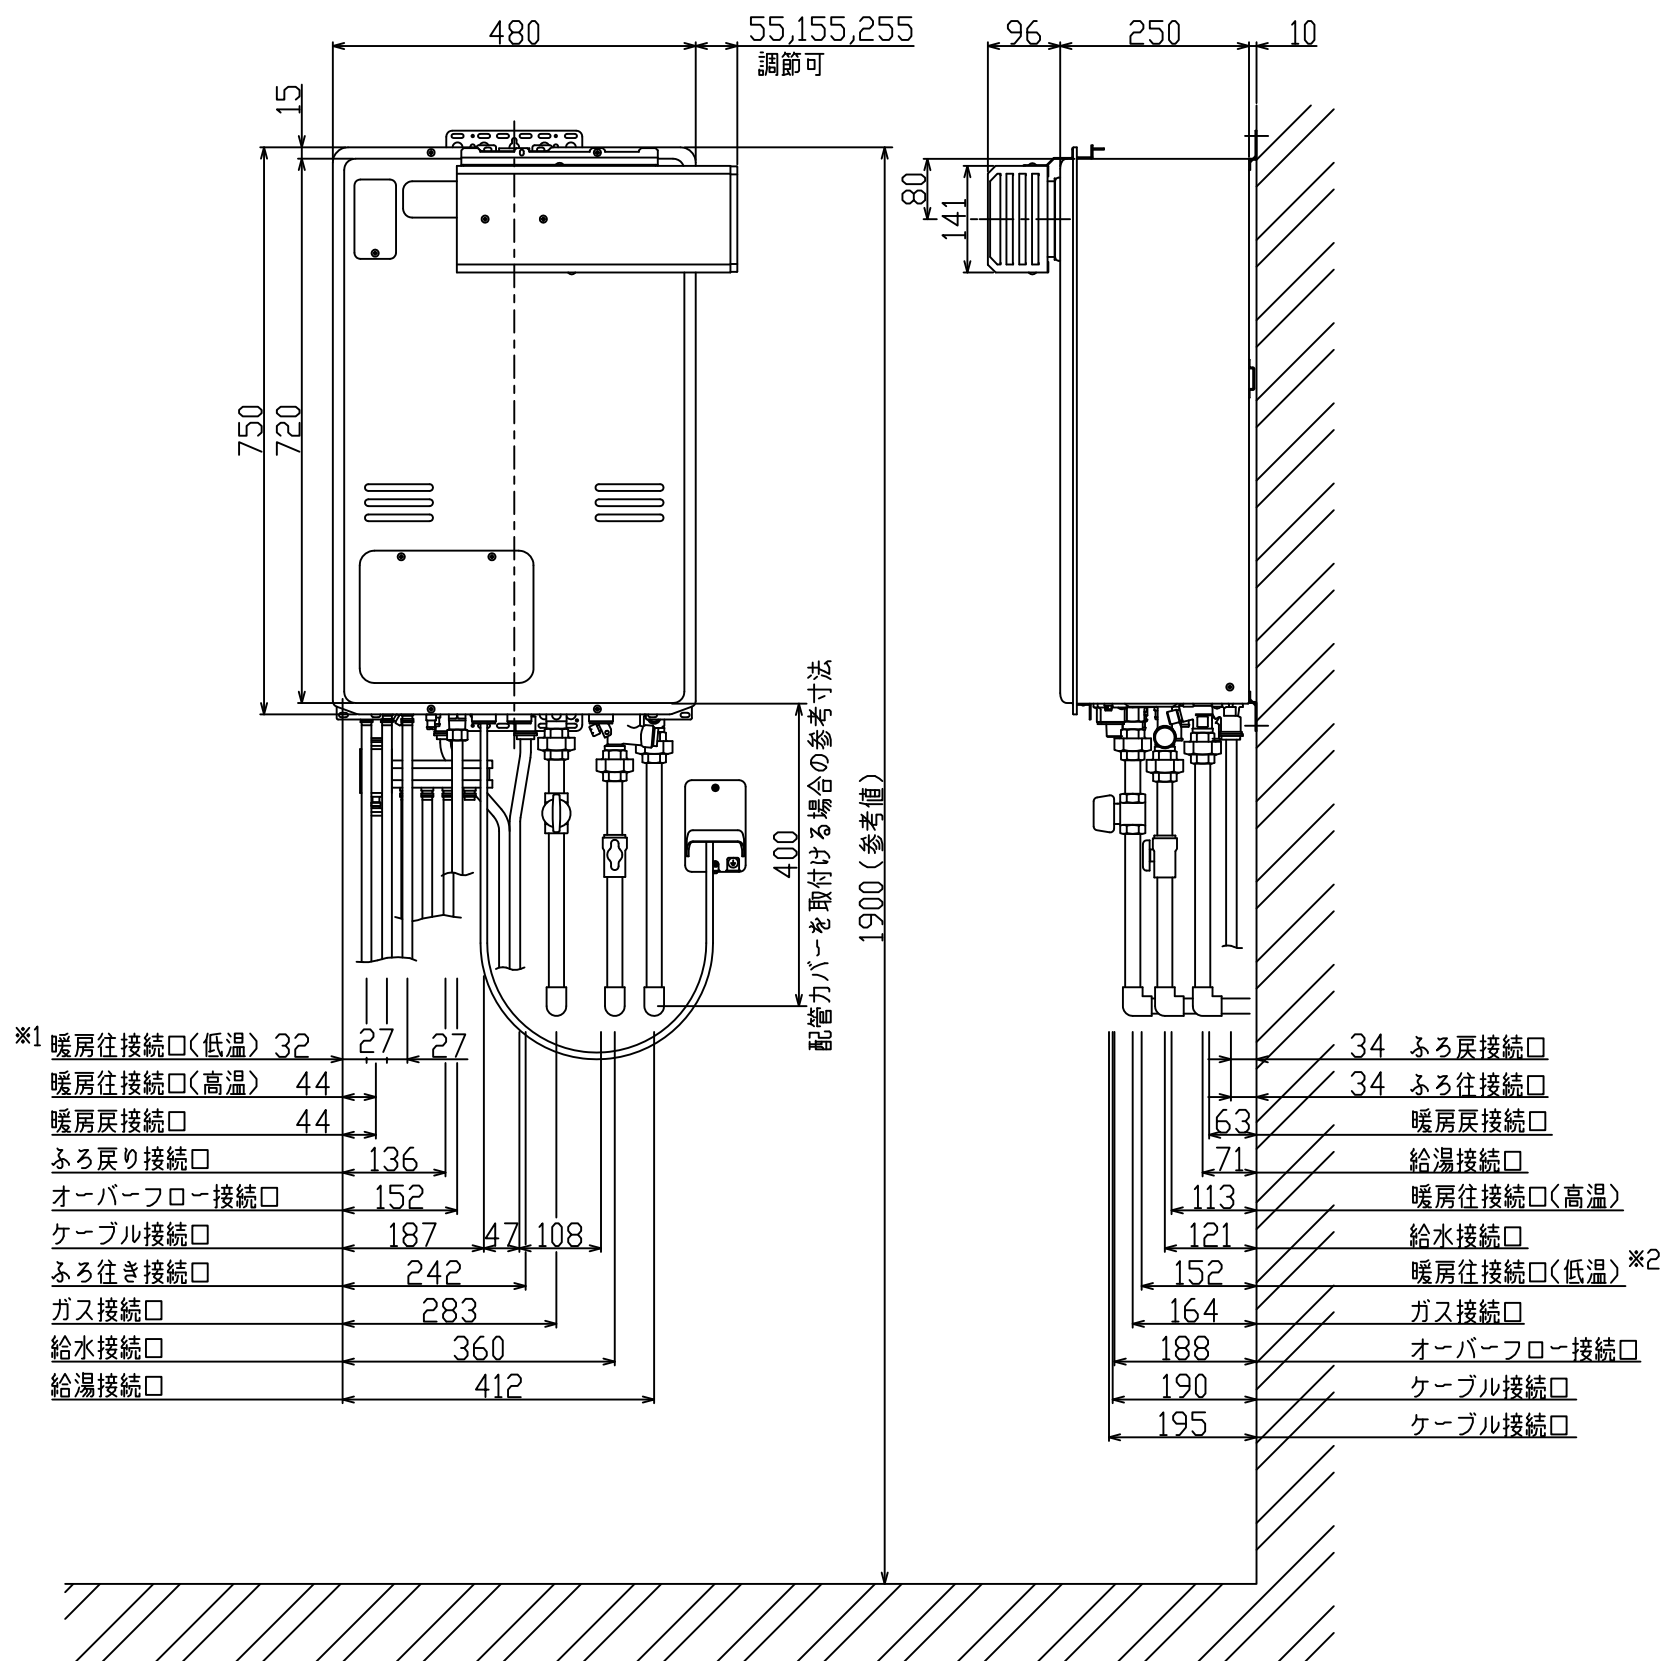 480
55,155,255
調節可
96
250
10
15
80
141
750
720
400
配管カバーを取付ける場合の参考寸法
1900(参考値)
※1 暖房往接続口(低温) 32 27 27
暖房往接続口(高温) 44
暖房戻接続口 44
ふろ戻り接続口 136
オーバーフロー接続口 152
ケーブル接続口 187 47 108
ふろ往き接続口 242
ガス接続口 283
給水接続口 360
給湯接続口 412
34 ふろ戻接続口
34 ふろ往接続口
63 暖房戻接続口
71 給湯接続口
113 暖房往接続口(高温)
121 給水接続口
152 暖房往接続口(低温) ※2
164 ガス接続口
188 オーバーフロー接続口
190 ケーブル接続口
195 ケーブル接続口